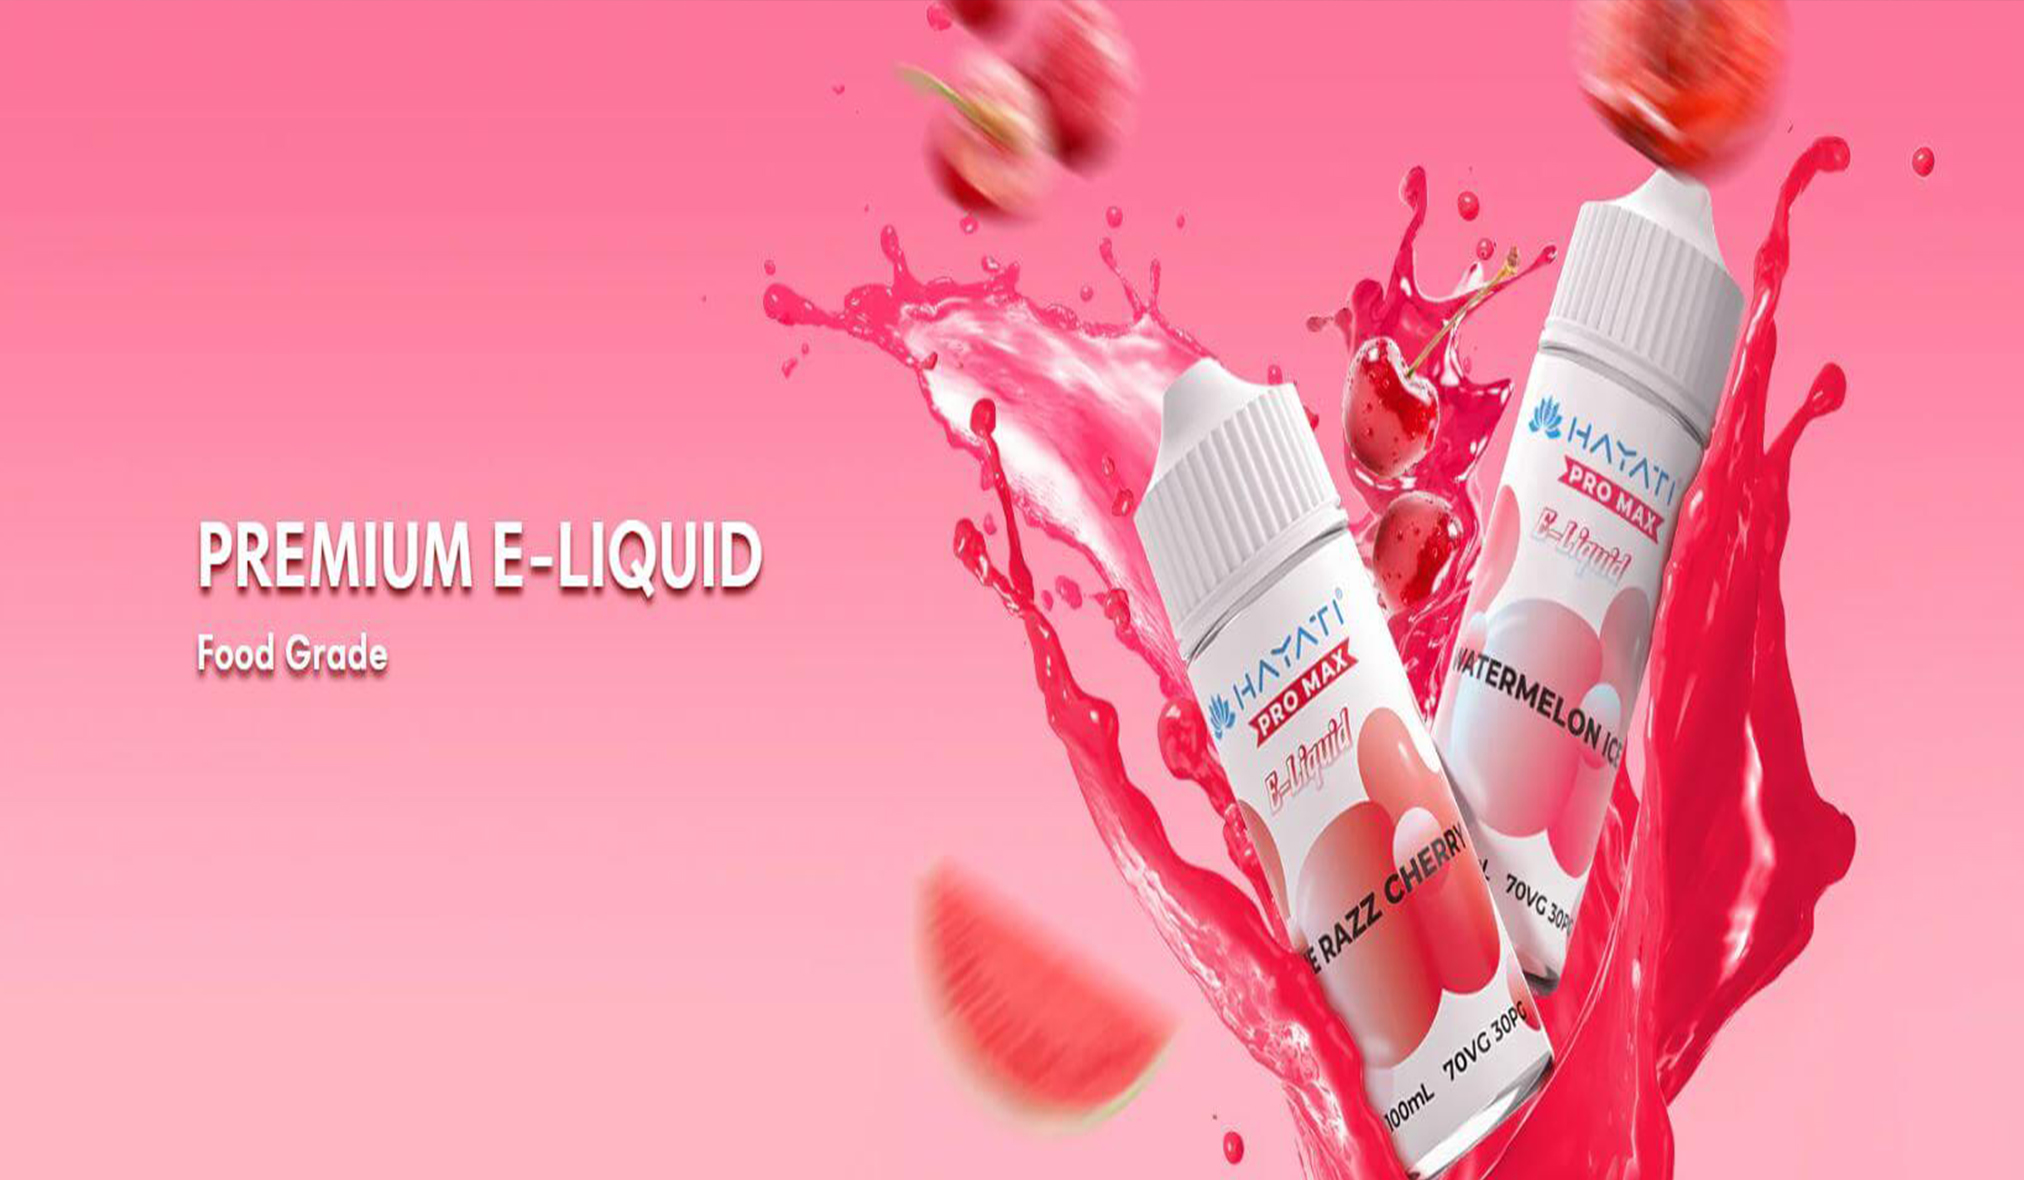 PREMIUM E-LIQUID
Food Grade
HAYATI®
PRO MAX
E-Liquid
RAZZ CHERRY
100mL 70VG 30PG
HAYATI
PRO MAX
E-Liquid
WATERMELON ICE
70VG 30PG